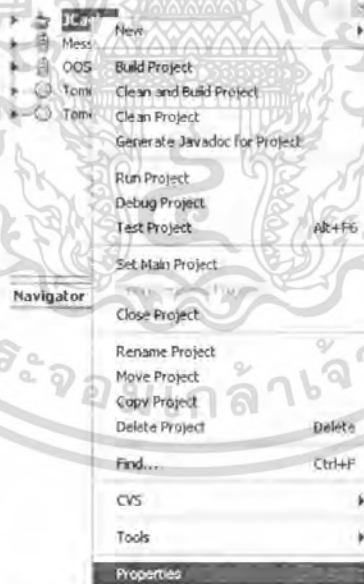 JCa
New
Mess
OOS
Build Project
Tom
Clean and Build Project
Tom
Clean Project
Generate Javadoc for Project
Run Project
Debug Project
Test Project Alt+F6
Set Main Project
Navigator
Close Project
Rename Project
Move Project
Copy Project
Delete Project Delete
Find... Ctrl+F
CVS
Tools
Properties